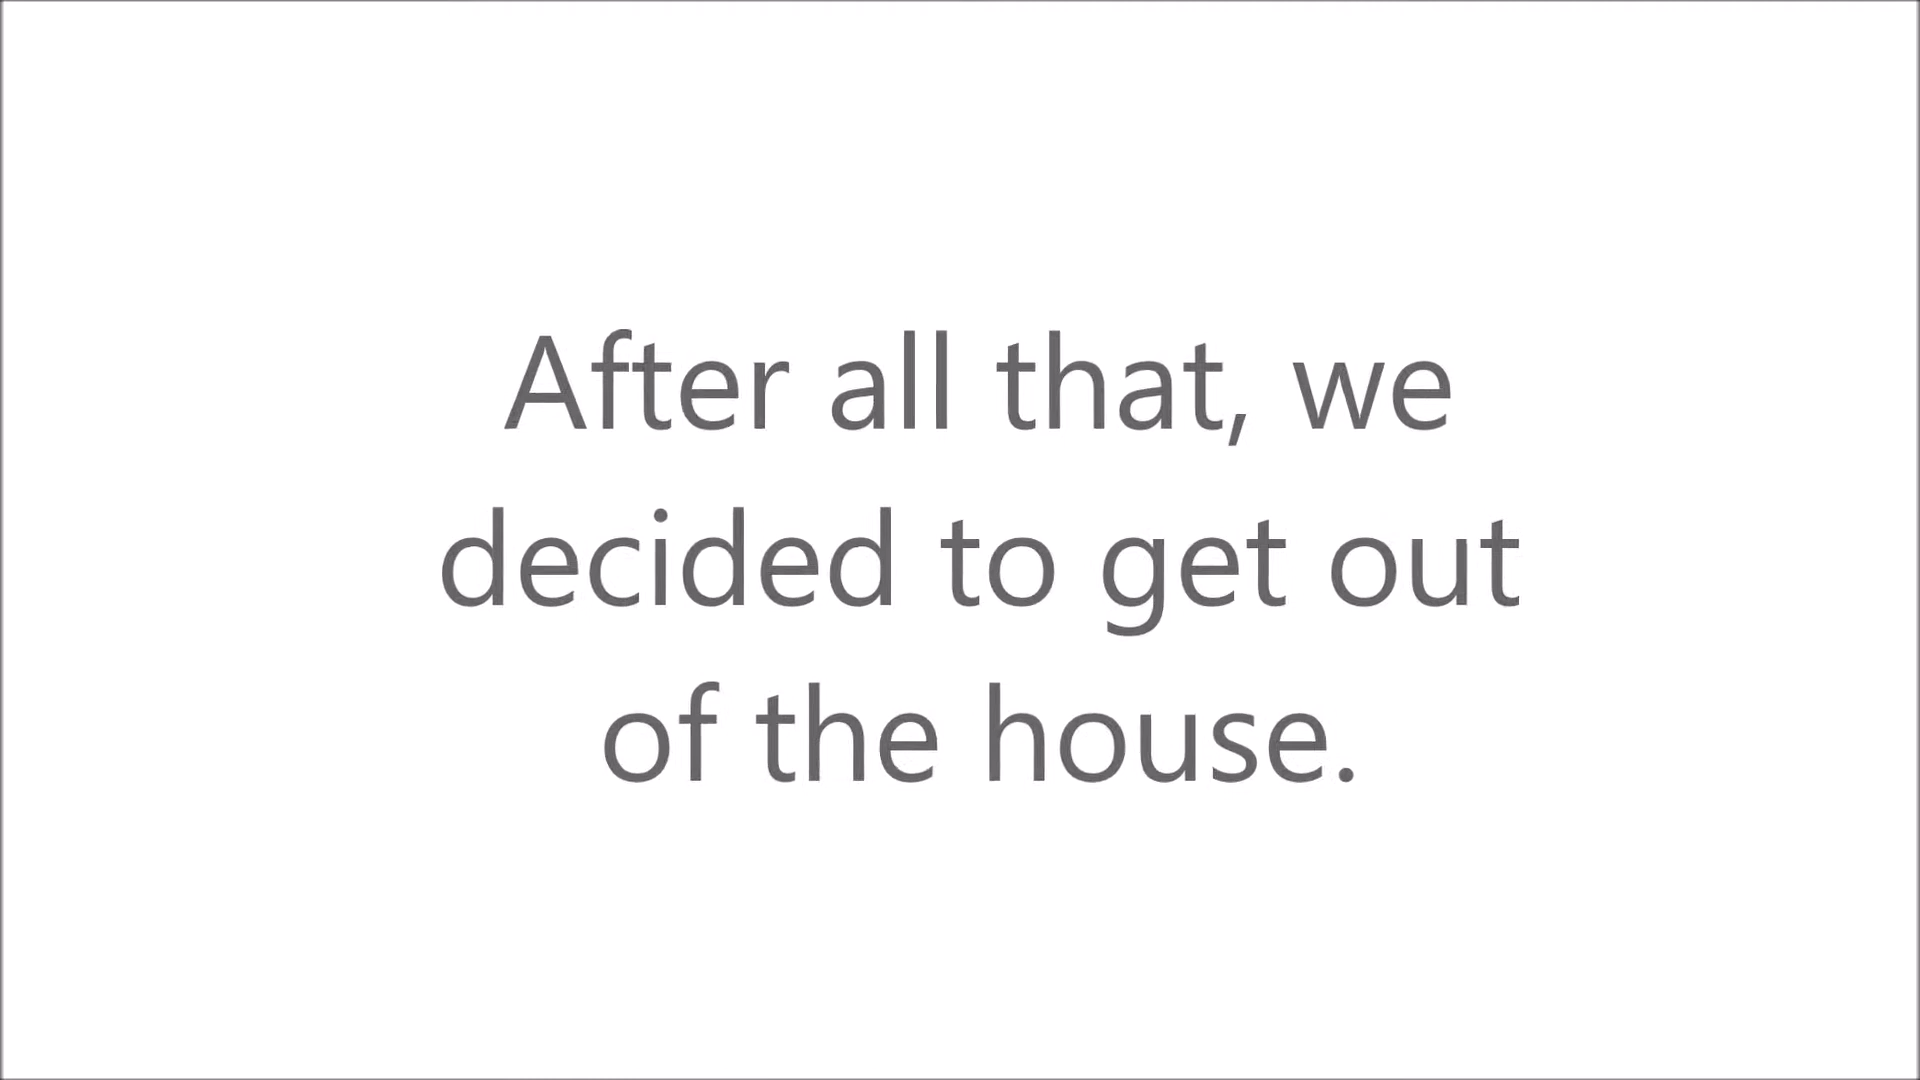 After all that, we
decided to get out
of the house.